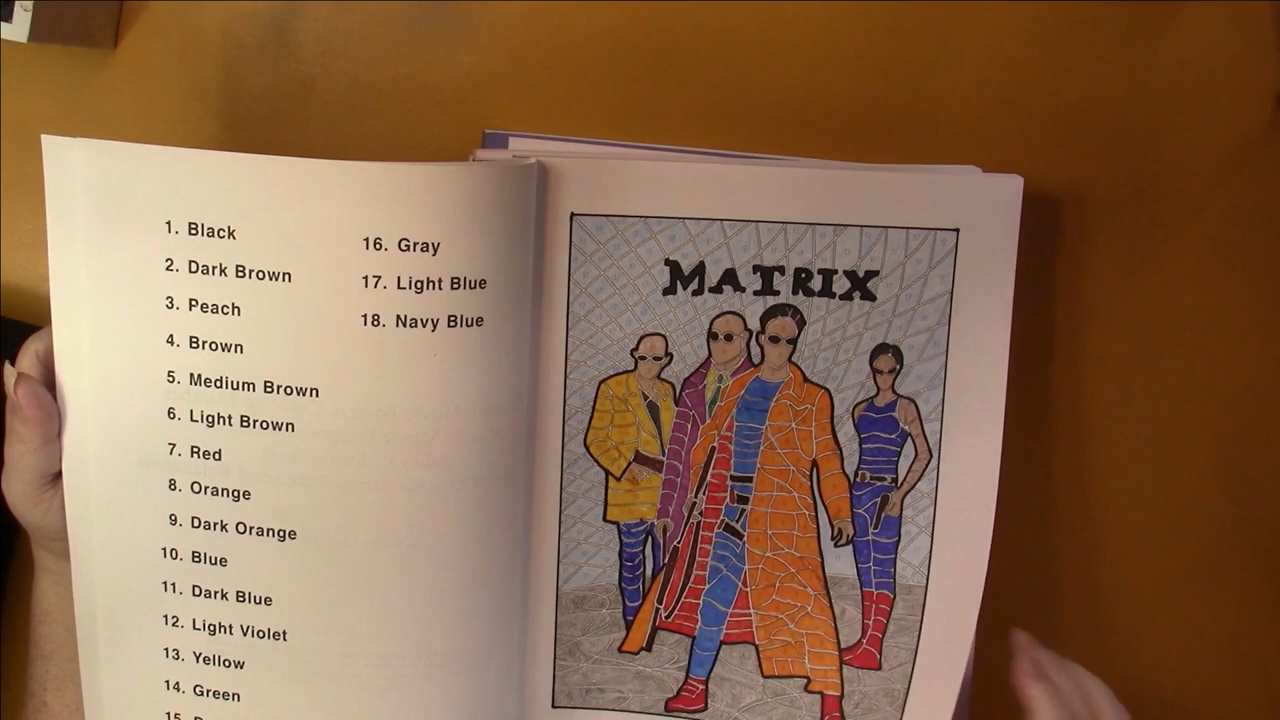 1. Black
2. Dark Brown
3. Peach
4. Brown
5. Medium Brown
6. Light Brown
7. Red
8. Orange
9. Dark Orange
10. Blue
11. Dark Blue
12. Light Violet
13. Yellow
14. Green
15.
16. Gray
17. Light Blue
18. Navy Blue
MATRIX